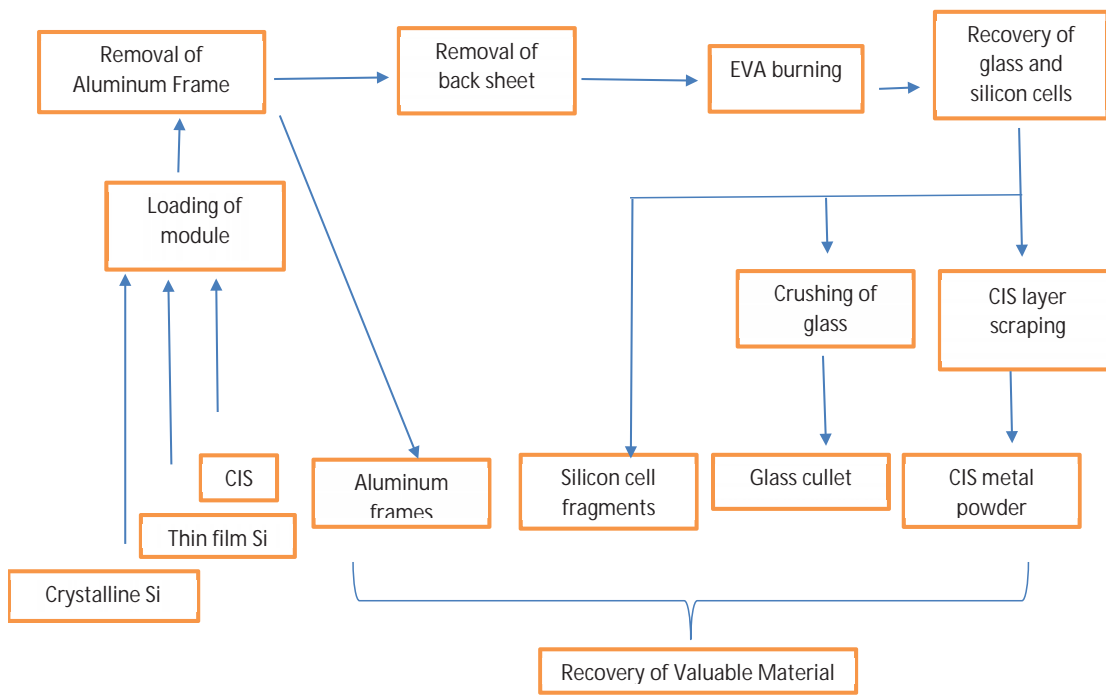 Removal of
Aluminum Frame
Removal of
back sheet
EVA burning
Recovery of
glass and
silicon cells
Loading of
module
Crushing of
glass
CIS layer
scraping
CIS
Thin film Si
Crystalline Si
Aluminum
frames
Silicon cell
fragments
Glass cullet
CIS metal
powder
Recovery of Valuable Material